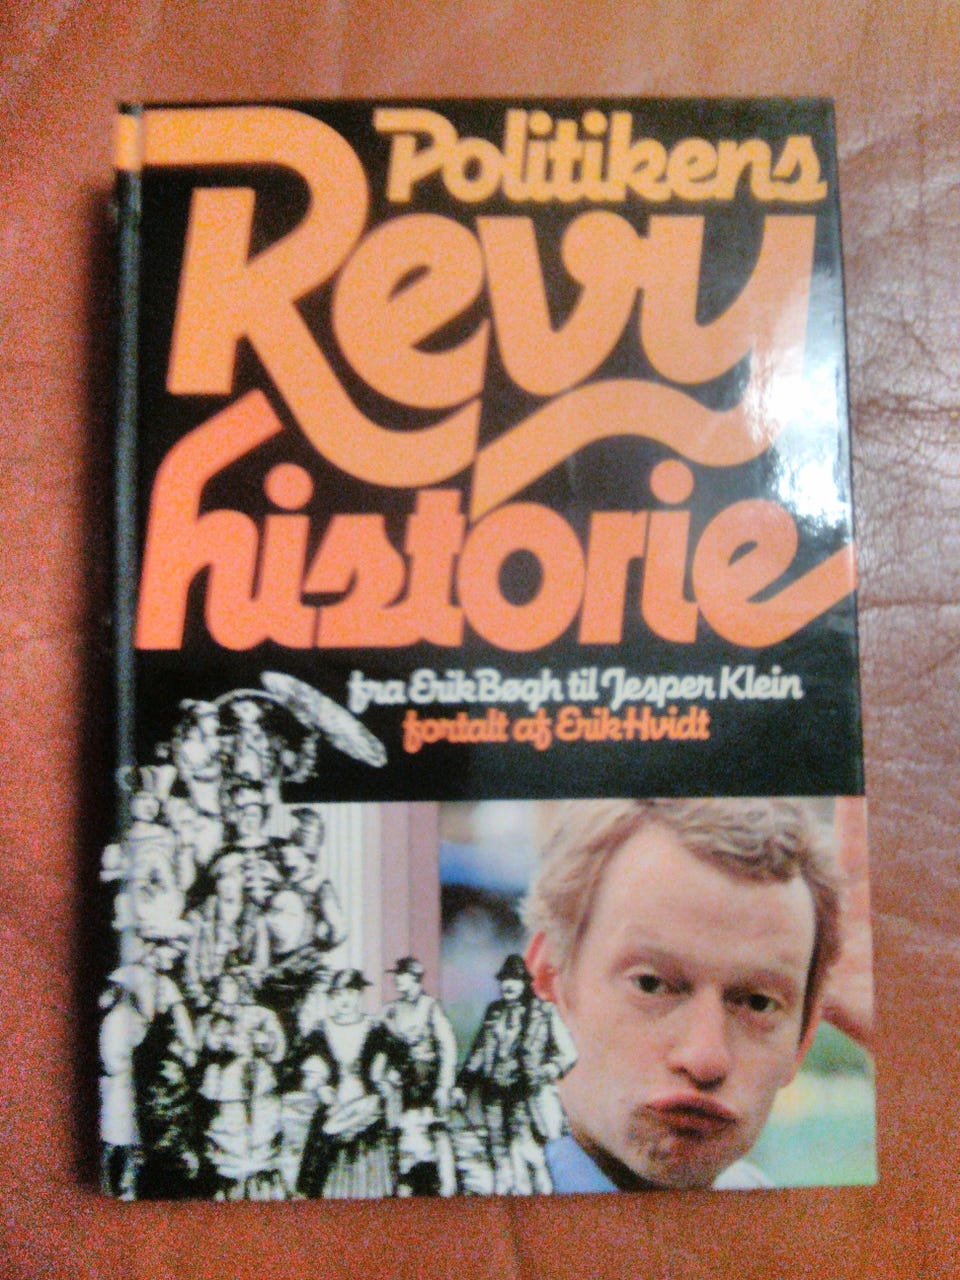 Politikens
Revy
historie
fra Erik Bøgh til Jesper Klein
fortalt af Erik Hvidt